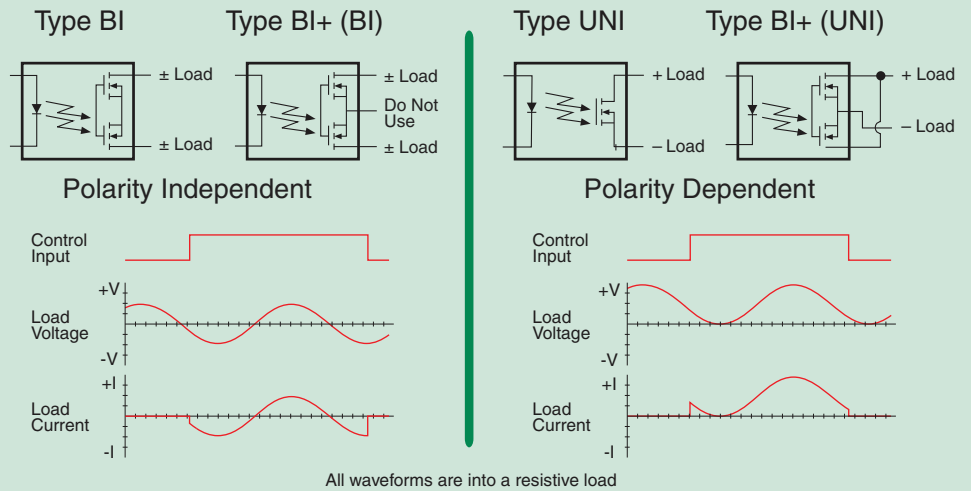 Type BI
Type BI+ (BI)
± Load
± Load
± Load
Do Not
Use
± Load
Polarity Independent
Control
Input
+V
Load
Voltage
-V
+I
Load
Current
-I
Type UNI
Type BI+ (UNI)
+ Load
– Load
+ Load
– Load
Polarity Dependent
Control
Input
+V
Load
Voltage
-V
+I
Load
Current
-I
All waveforms are into a resistive load